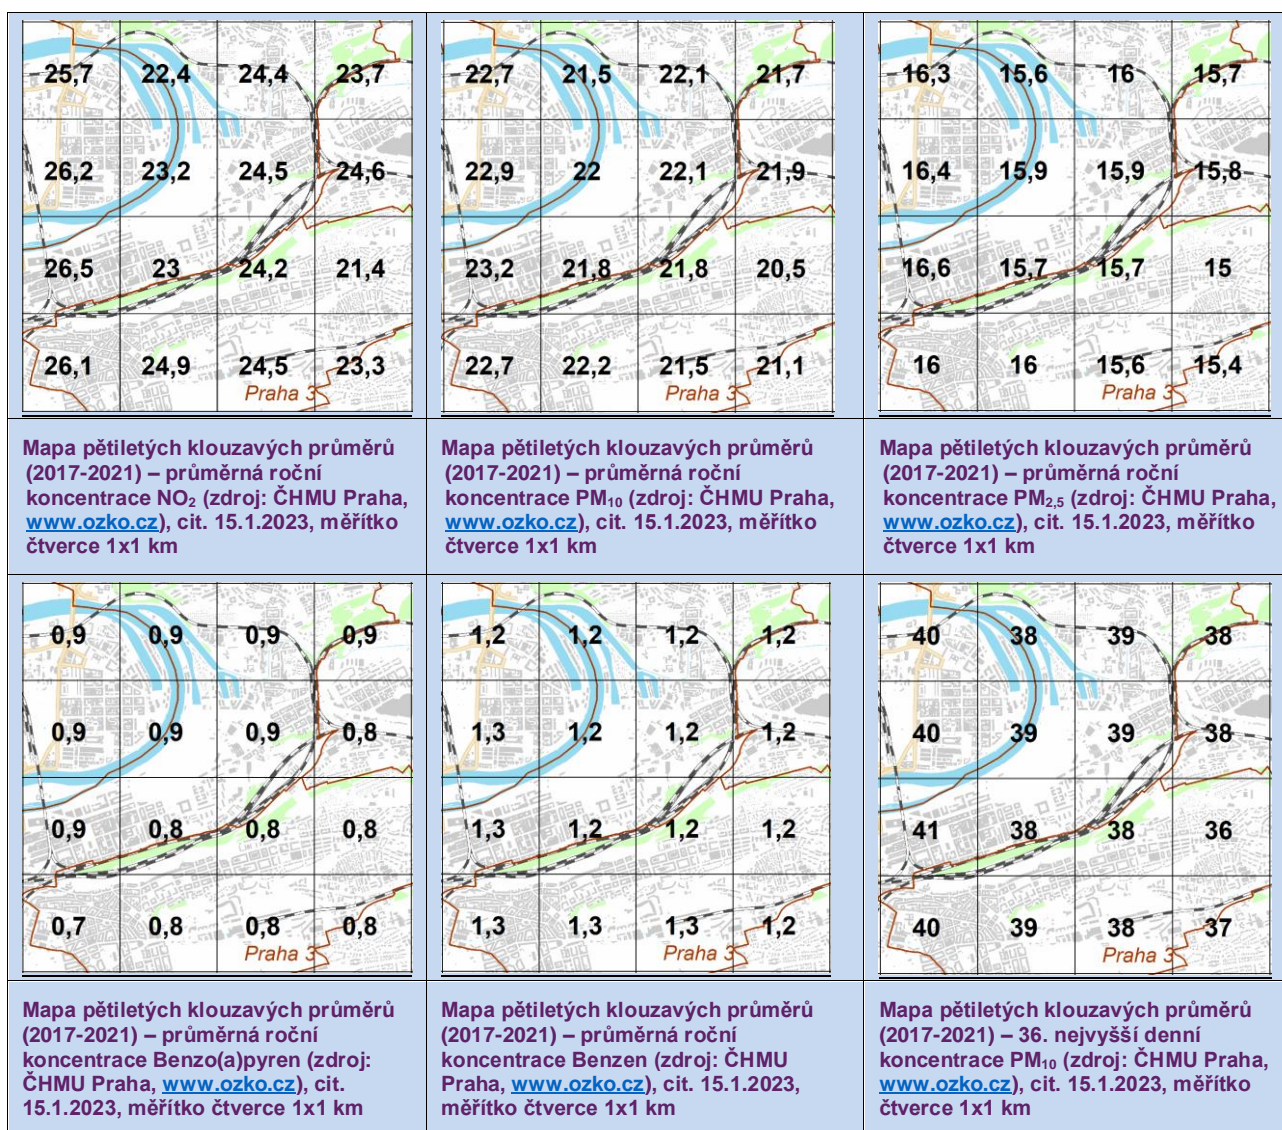 25,7 22,4 24,4 23,7
26,2 23,2 24,5 24,6
26,5 23 24,2 21,4
26,1 24,9 24,5 23,3
Praha 3
22,7 21,5 22,1 21,7
22,9 22 22,1 21,9
23,2 21,8 21,8 20,5
22,7 22,2 21,5 21,1
Praha 3
16,3 15,6 16 15,7
16,4 15,9 15,9 15,8
16,6 15,7 15,7 15
16 16 15,6 15,4
Praha 3
Mapa pětiletých klouzavých průměrů
(2017-2021) – průměrná roční
koncentrace NO₂ (zdroj: ČHMU Praha,
www.ozko.cz), cit. 15.1.2023, měřítko
čtverce 1x1 km
Mapa pětiletých klouzavých průměrů
(2017-2021) – průměrná roční
koncentrace PM₁₀ (zdroj: ČHMU Praha,
www.ozko.cz), cit. 15.1.2023, měřítko
čtverce 1x1 km
Mapa pětiletých klouzavých průměrů
(2017-2021) – průměrná roční
koncentrace PM₂,₅ (zdroj: ČHMU Praha,
www.ozko.cz), cit. 15.1.2023, měřítko
čtverce 1x1 km
0,9 0,9 0,9 0,9
0,9 0,9 0,9 0,8
0,9 0,8 0,8 0,8
0,7 0,8 0,8 0,8
Praha 3
1,2 1,2 1,2 1,2
1,3 1,2 1,2 1,2
1,3 1,2 1,2 1,2
1,3 1,3 1,3 1,2
Praha 3
40 38 39 38
40 39 39 38
41 38 38 36
40 39 38 37
Praha 3
Mapa pětiletých klouzavých průměrů
(2017-2021) – průměrná roční
koncentrace Benzo(a)pyren (zdroj:
ČHMU Praha, www.ozko.cz), cit.
15.1.2023, měřítko čtverce 1x1 km
Mapa pětiletých klouzavých průměrů
(2017-2021) – průměrná roční
koncentrace Benzen (zdroj: ČHMU
Praha, www.ozko.cz), cit. 15.1.2023,
měřítko čtverce 1x1 km
Mapa pětiletých klouzavých průměrů
(2017-2021) – 36. nejvyšší denní
koncentrace PM₁₀ (zdroj: ČHMU Praha,
www.ozko.cz), cit. 15.1.2023, měřítko
čtverce 1x1 km